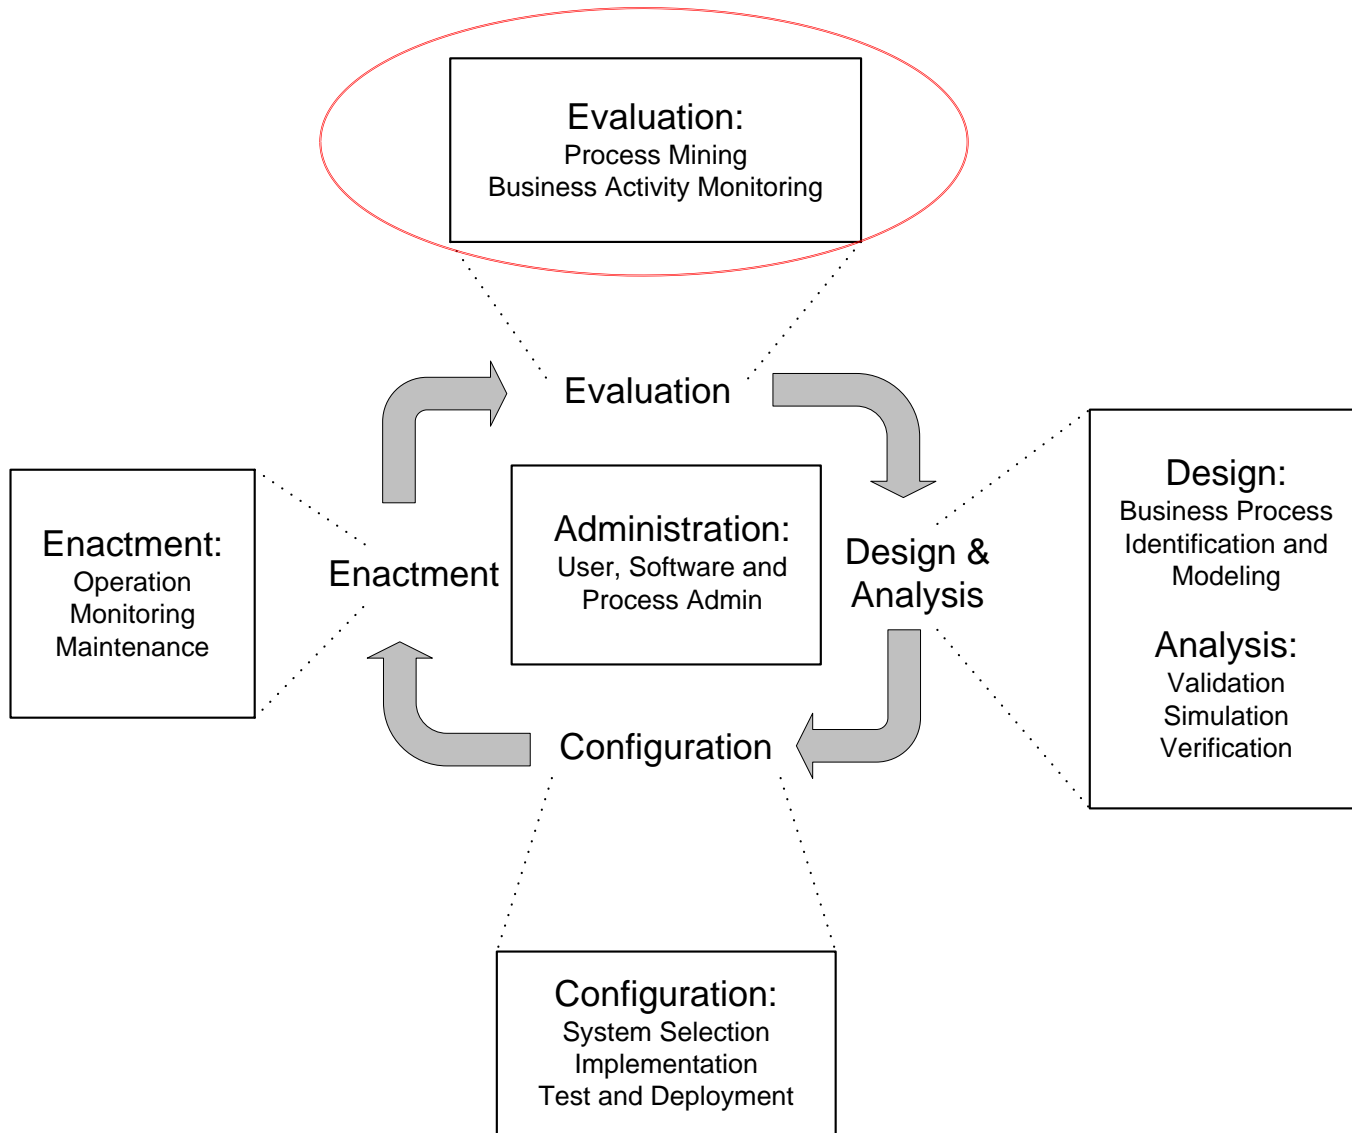 Evaluation:
Process Mining
Business Activity Monitoring
Evaluation
Enactment:
Operation
Monitoring
Maintenance
Enactment
Administration:
User, Software and
Process Admin
Design &
Analysis
Design:
Business Process
Identification and
Modeling
Analysis:
Validation
Simulation
Verification
Configuration
Configuration:
System Selection
Implementation
Test and Deployment